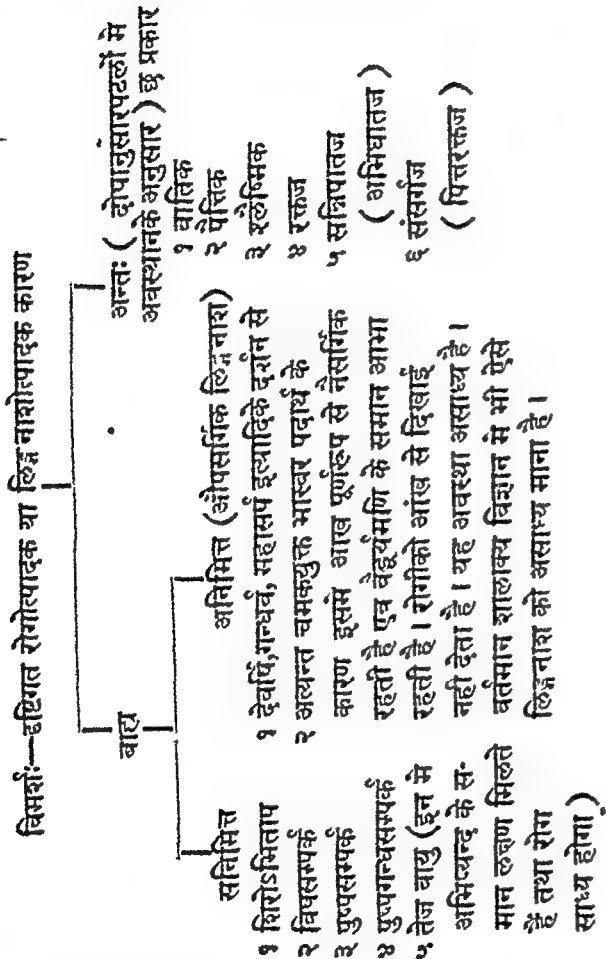 विमर्शः—दृष्टिगत रोगोत्पादक या लिङ्गनाशोत्पादक कारण
बाह्य
सनिमित्त
१ शिरोऽभिताप
२ विषसम्पर्क
३ पुष्पसम्पर्क
४ पुष्पगन्धसम्पर्क
५ तेज वायु (इन में
अभिष्यन्द के स-
मान लक्षण मिलते
हैं तथा रोग
साध्य होगा)
अनिमित्त (औपसर्गिक लिङ्गनाश)
१ देवर्षि, गन्धर्व, महासर्प इत्यादिके दर्शन से
२ अत्यन्त चमकयुक्त भास्वर पदार्थ के
कारण इसमें आंख पूर्णरूप से नैसर्गिक
रहती है एवं वैदूर्यमणि के समान आभा
रहती है । रोगीको आंख से दिखाई
नहीं देता है । यह अवस्था असाध्य है ।
वर्तमान शालाक्य विज्ञान में भी ऐसे
लिङ्गनाश को असाध्य माना है ।
अन्तः ( दोषानुसारपटलों में
अवस्थानके अनुसार ) छ प्रकार
१ वातिक
२ पैत्तिक
३ श्लैष्मिक
४ रक्तज
५ सन्निपातज
( अभिघातज )
६ संसर्गज
( पित्तरक्तज )